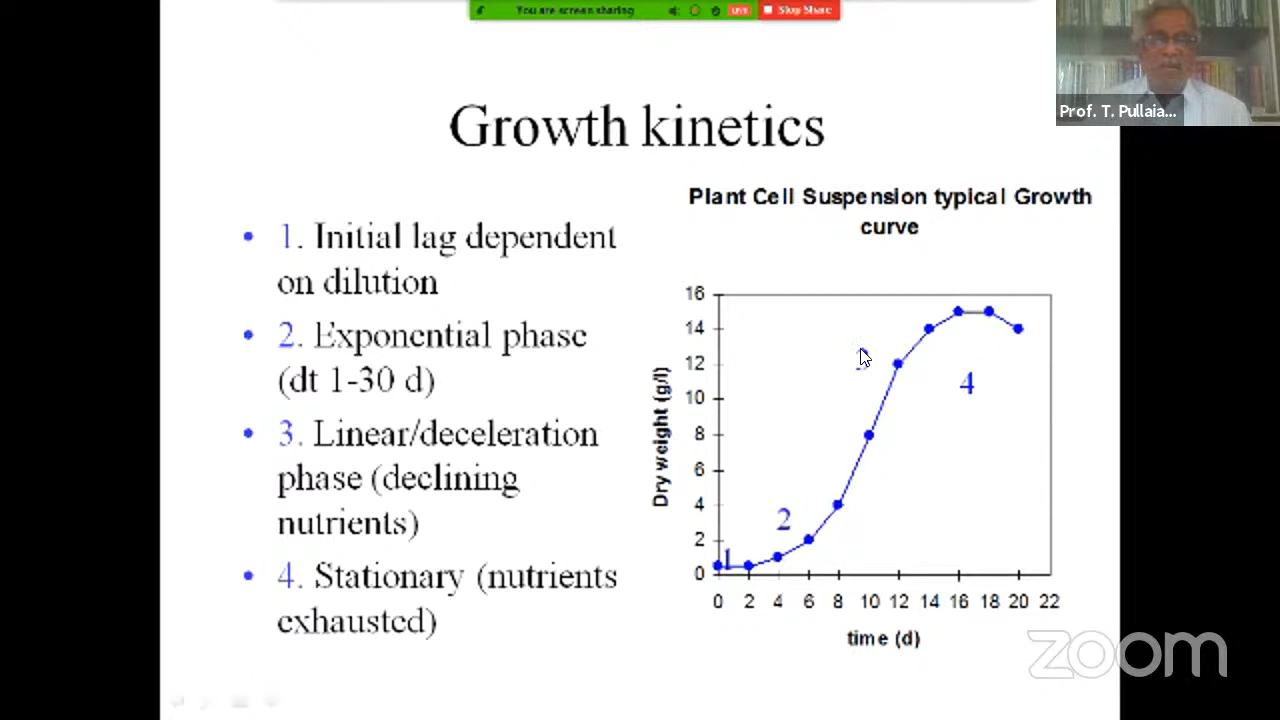 You are screen sharing
LIVE
Stop Share
Prof. T. Pullaia...
Growth kinetics
• 1. Initial lag dependent
on dilution
• 2. Exponential phase
(dt 1-30 d)
• 3. Linear/deceleration
phase (declining
nutrients)
• 4. Stationary (nutrients
exhausted)
Plant Cell Suspension typical Growth
curve
Dry weight (g/l)
16
14
12
10
8
6
4
2
0
1
2
3
4
0 2 4 6 8 10 12 14 16 18 20 22
time (d)
zoom